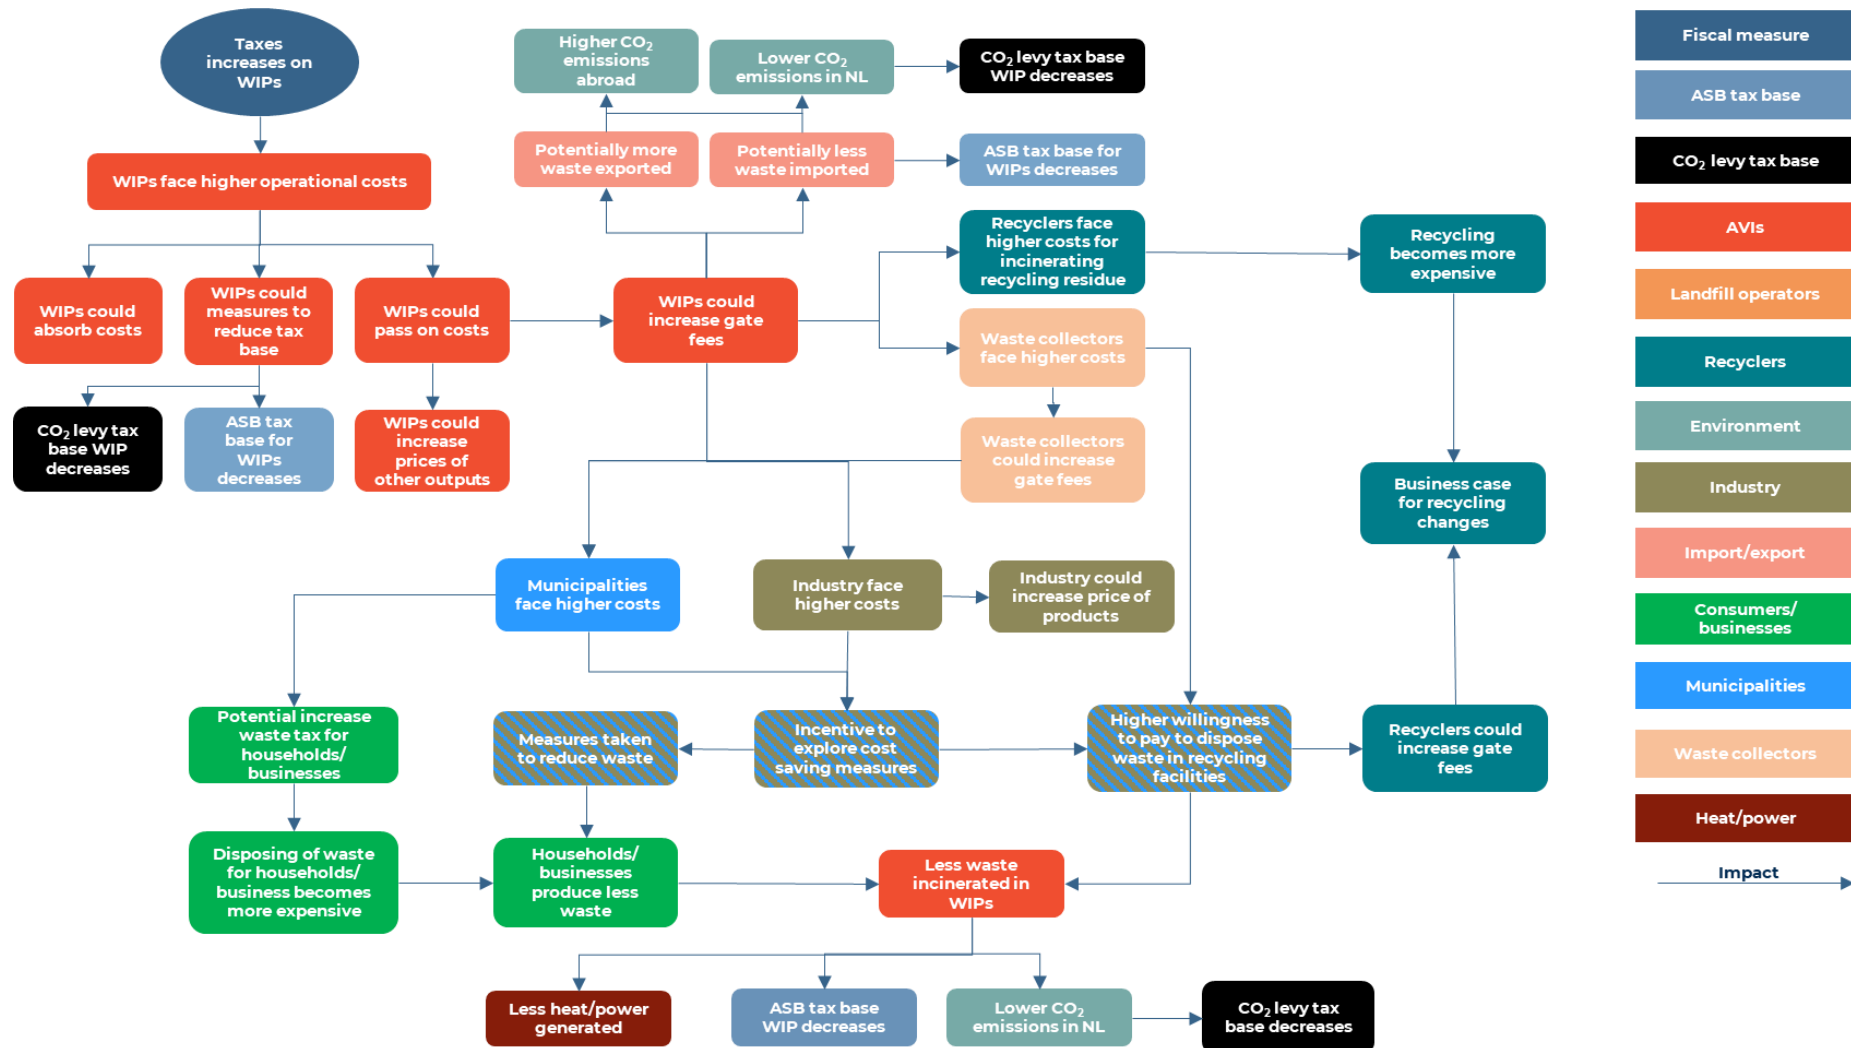 Taxes
increases on
WIPs
Higher CO₂
emissions
abroad
Lower CO₂
emissions in NL
CO₂ levy tax base
WIP decreases
Fiscal measure
ASB tax base
CO₂ levy tax base
AVIs
Landfill operators
Recyclers
Environment
Industry
Import/export
Consumers/
businesses
Municipalities
Waste collectors
Heat/power
Impact
WIPs face higher operational costs
Potentially more
waste exported
Potentially less
waste imported
ASB tax base for
WIPs decreases
WIPs could
absorb costs
WIPs could
measures to
reduce tax
base
WIPs could
pass on costs
WIPs could
increase gate
fees
Recyclers face
higher costs for
incinerating
recycling residue
Recycling
becomes more
expensive
Waste collectors
face higher costs
CO₂ levy tax
base WIP
decreases
ASB tax
base for
WIPs
decreases
WIPs could
increase
prices of
other outputs
Waste collectors
could increase
gate fees
Business case
for recycling
changes
Municipalities
face higher costs
Industry face
higher costs
Industry could
increase price of
products
Potential increase
waste tax for
households/
businesses
Measures taken
to reduce waste
Incentive to
explore cost
saving measures
Higher willingness
to pay to dispose
waste in recycling
facilities
Recyclers could
increase gate
fees
Disposing of waste
for households/
business becomes
more expensive
Households/
businesses
produce less
waste
Less waste
incinerated in
WIPs
Less heat/power
generated
ASB tax base
WIP decreases
Lower CO₂
emissions in NL
CO₂ levy tax
base decreases